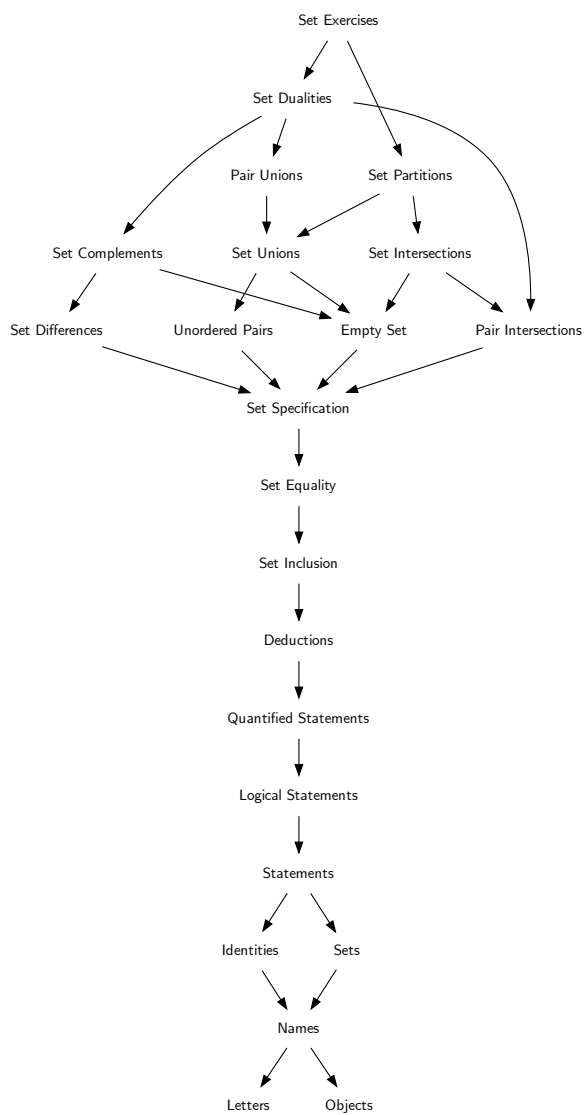 Set Exercises
Set Dualities
Pair Unions
Set Partitions
Set Complements
Set Unions
Set Intersections
Set Differences
Unordered Pairs
Empty Set
Pair Intersections
Set Specification
Set Equality
Set Inclusion
Deductions
Quantified Statements
Logical Statements
Statements
Identities
Sets
Names
Letters
Objects